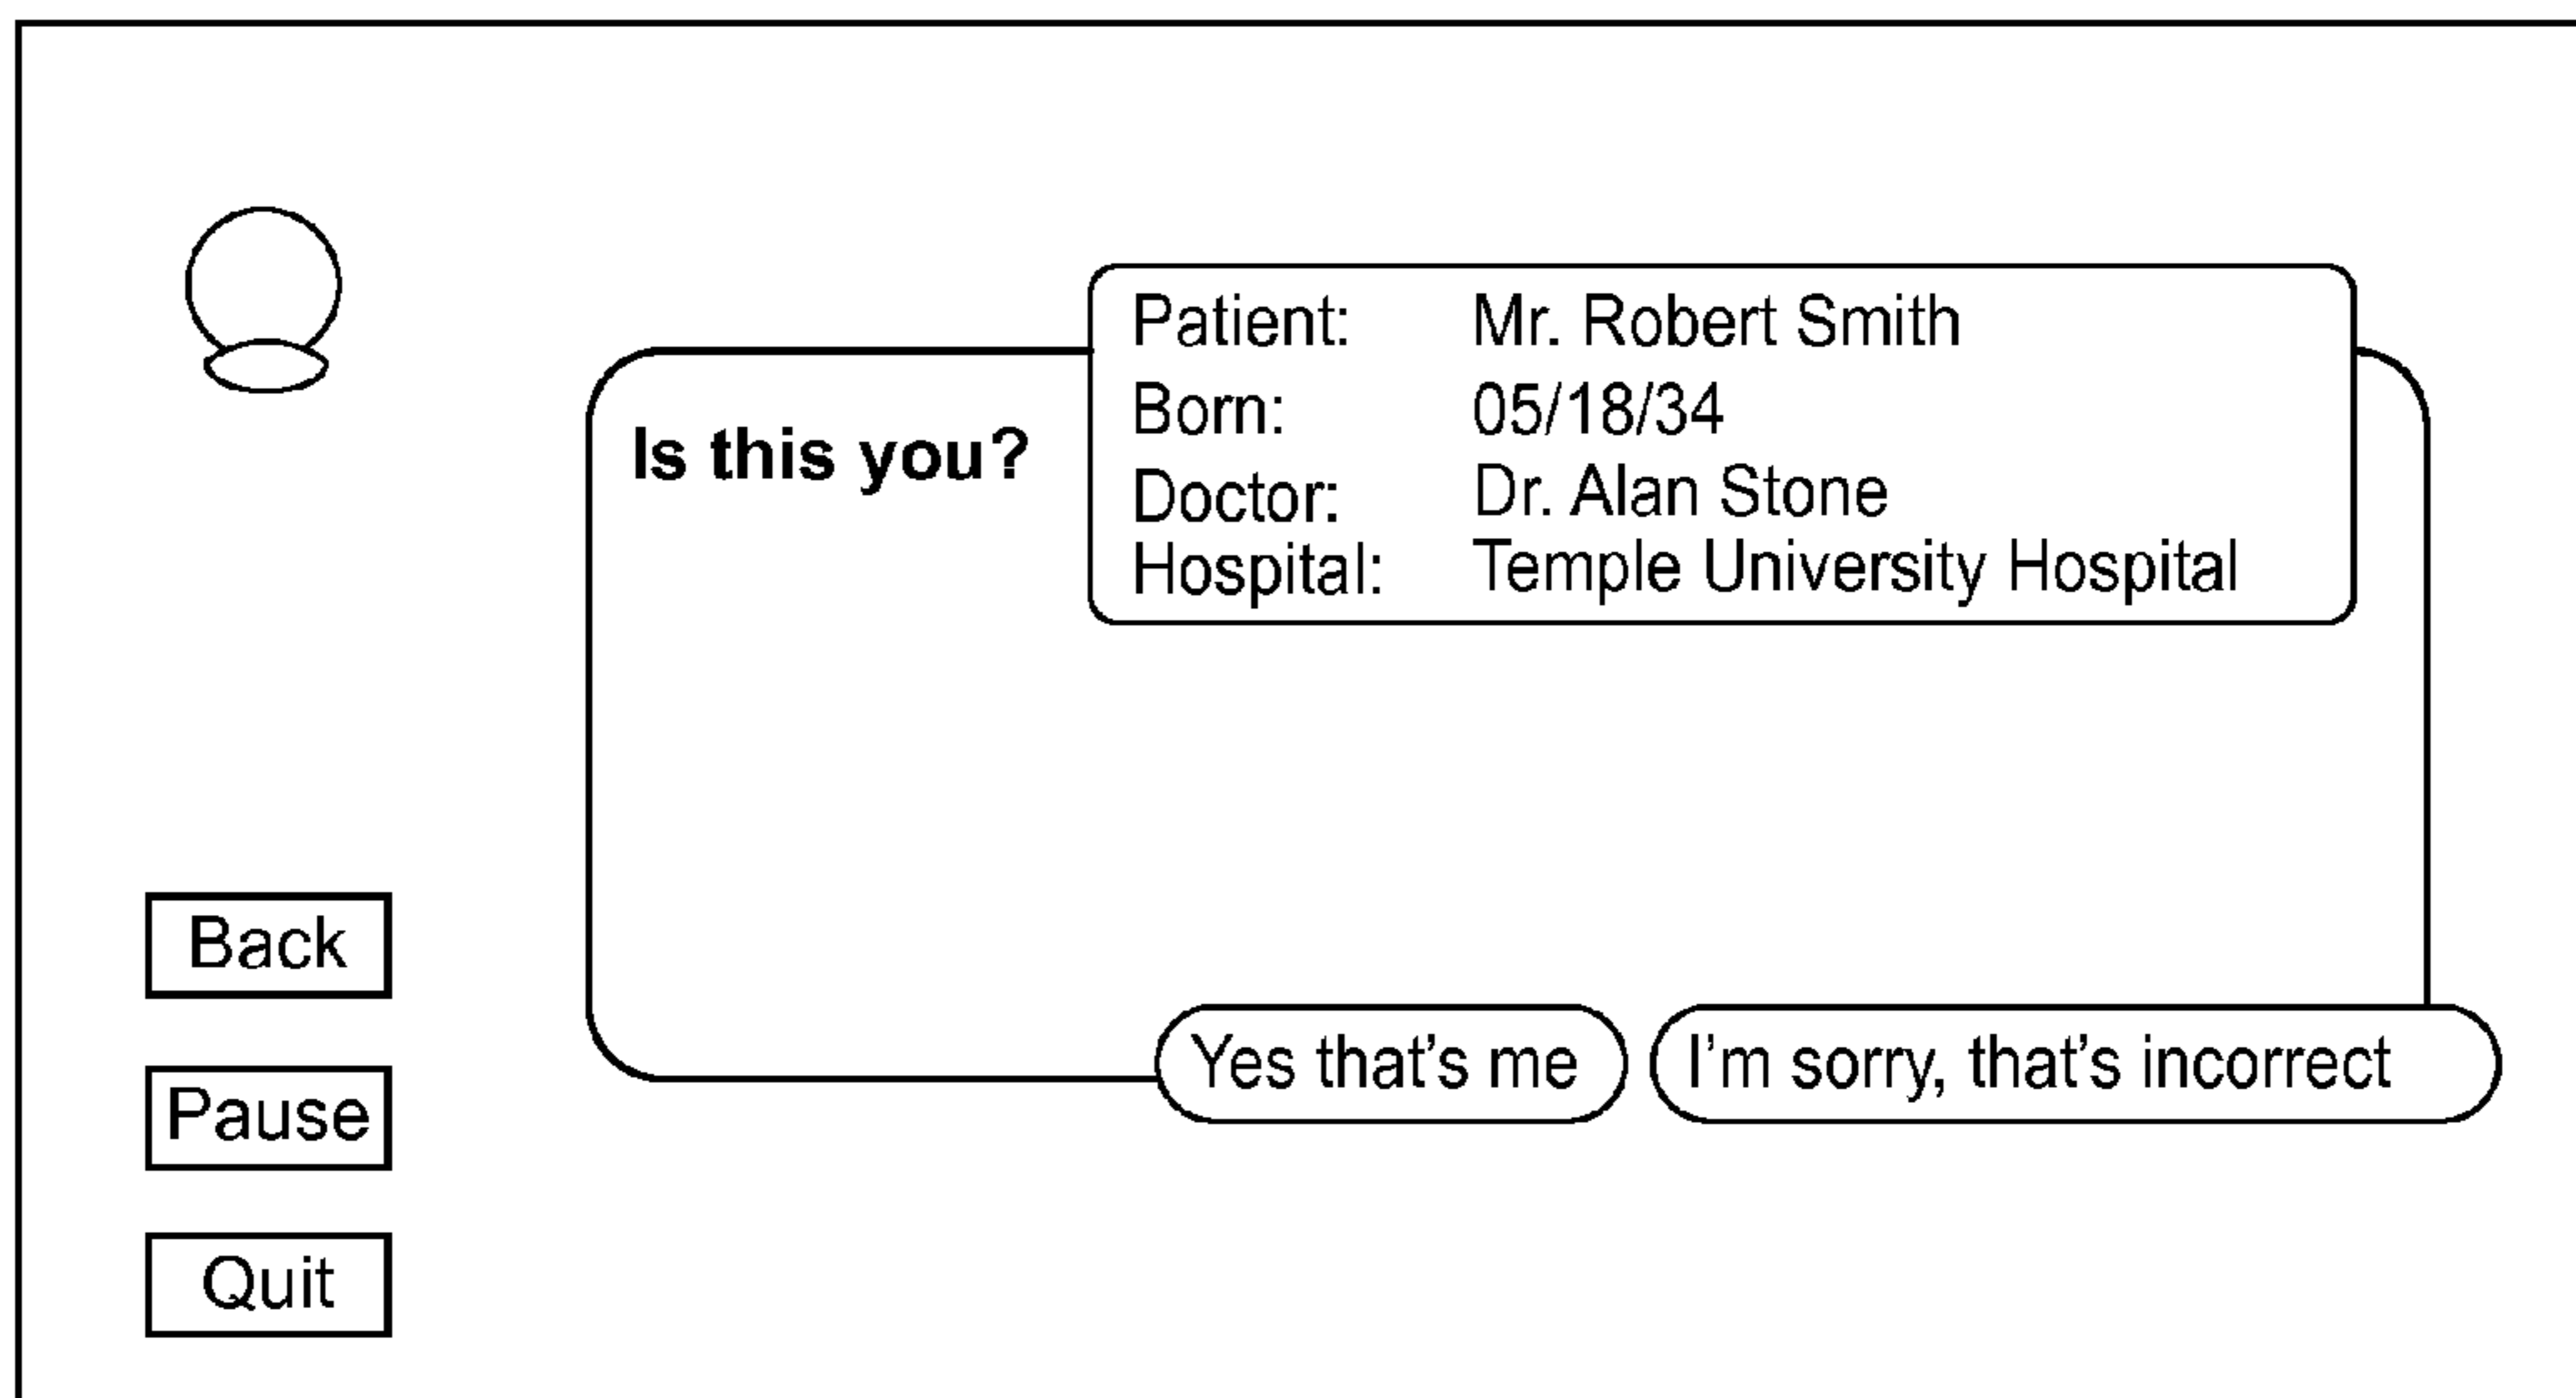 Patient: Mr. Robert Smith
Born: 05/18/34
Is this you?
Doctor: Dr. Alan Stone
Hospital: Temple University Hospital
Back
Yes that's me
I'm sorry, that's incorrect
Pause
Quit